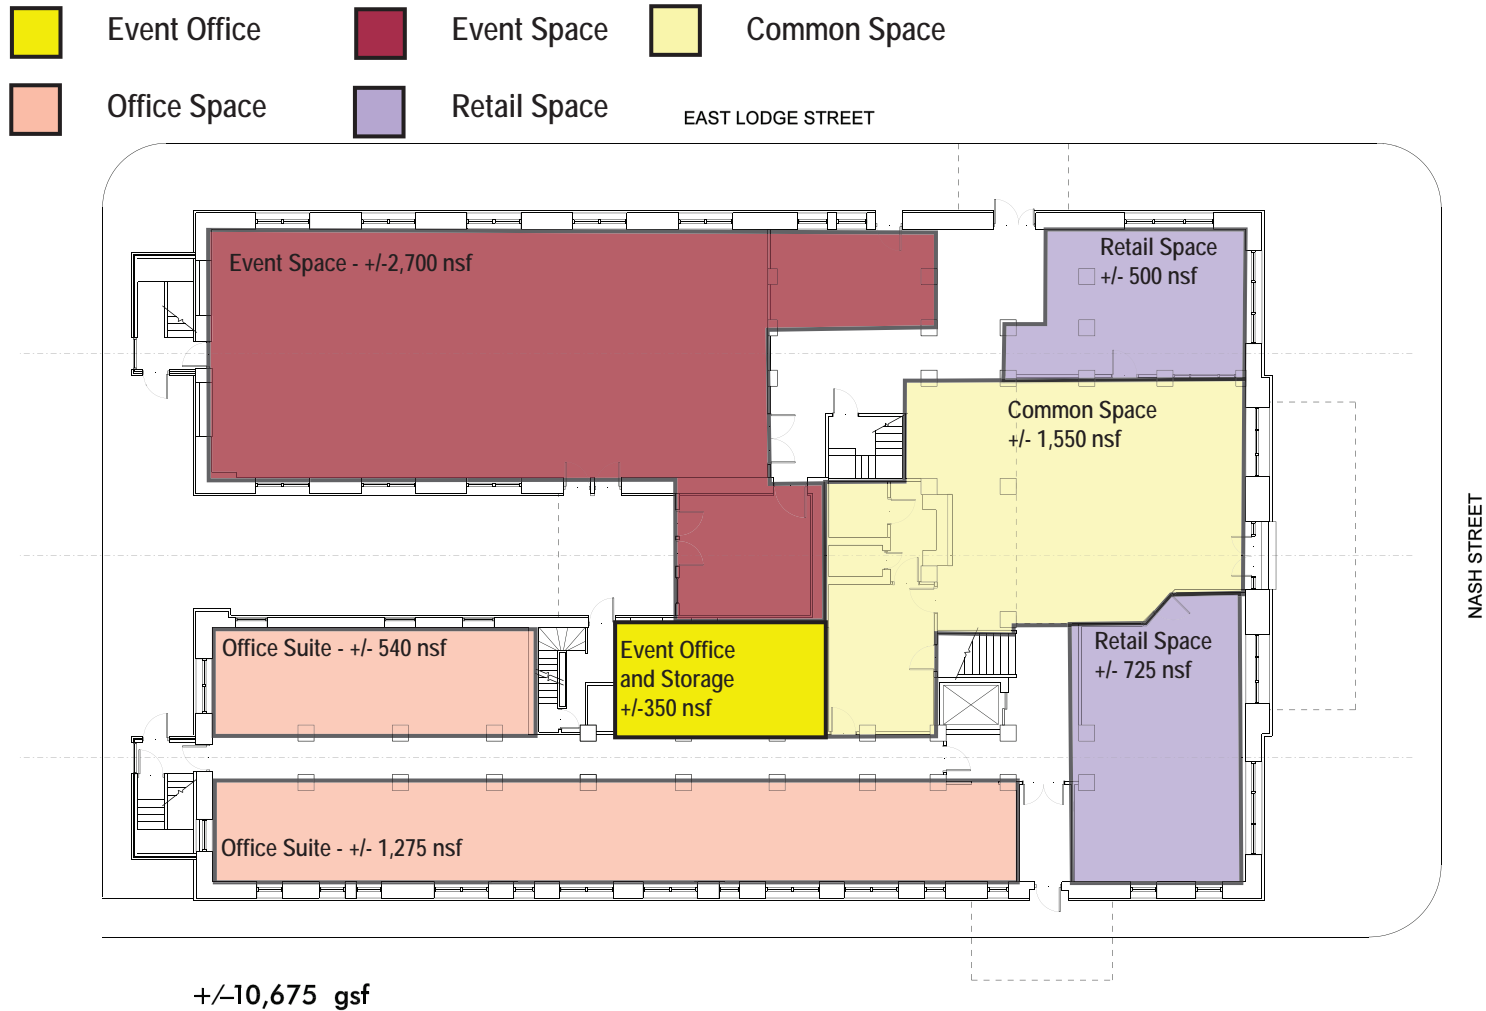 Event Office
Event Space
Common Space
Office Space
Retail Space
EAST LODGE STREET
Event Space - +/-2,700 nsf
Retail Space
+/- 500 nsf
Common Space
+/- 1,550 nsf
NASH STREET
Office Suite - +/- 540 nsf
Event Office
and Storage
+/-350 nsf
Retail Space
+/- 725 nsf
Office Suite - +/- 1,275 nsf
+/-10,675 gsf